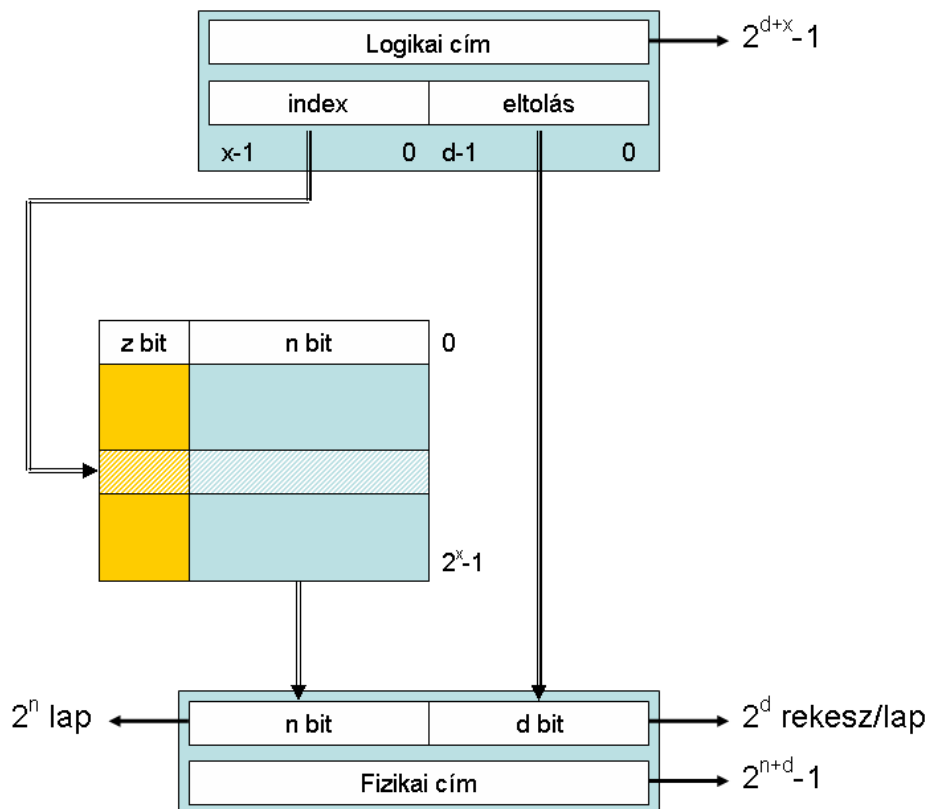 Logikai cím 2^{d+x}-1
index eltolás
x-1 0 d-1 0
z bit n bit 0
2^x-1
2^n lap n bit d bit 2^d rekesz/lap
Fizikai cím 2^{n+d}-1